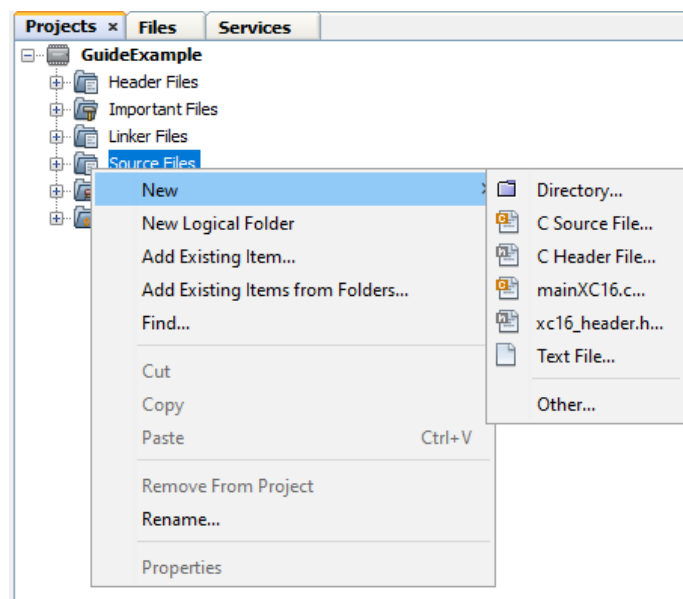 Projects × Files Services
GuideExample
Header Files
Important Files
Linker Files
Source Files
New
New Logical Folder
Add Existing Item...
Add Existing Items from Folders...
Find...
Cut
Copy
Paste Ctrl+V
Remove From Project
Rename...
Properties
Directory...
C Source File...
C Header File...
mainXC16.c...
xc16_header.h...
Text File...
Other...